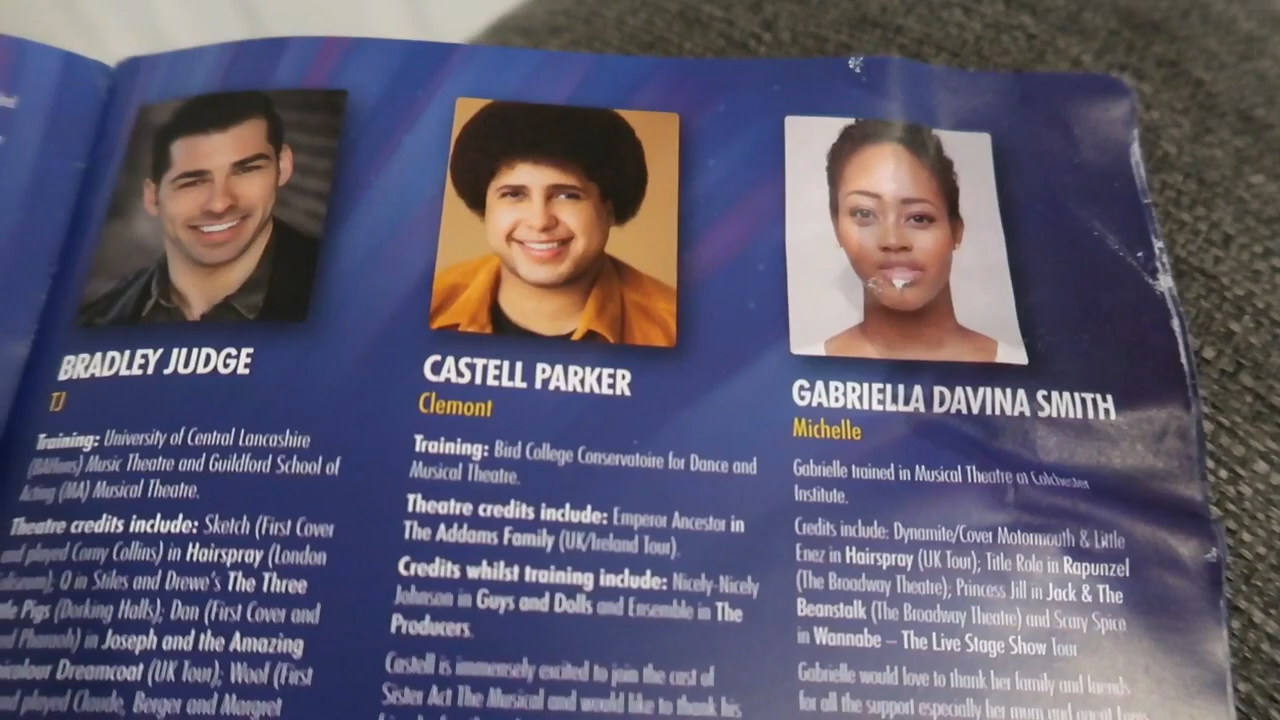 BRADLEY JUDGE
TJ
Training: University of Central Lancashire
(BAHons) Music Theatre and Guildford School of
Acting (MA) Musical Theatre.
Theatre credits include: Sketch (First Cover
and played Corny Collins) in Hairspray (London
O in Stiles and Drewe's The Three
Pigs (Dorking Halls); Dan (First Cover and
Pharaoh) in Joseph and the Amazing
Dreamcoat (UK Tour); Woof (First
played Claude, Berger and Margret
CASTELL PARKER
Clemont
Training: Bird College Conservatoire for Dance and
Musical Theatre.
Theatre credits include: Emperor Ancestor in
The Addams Family (UK/Ireland Tour).
Credits whilst training include: Nicely-Nicely
Johnson in Guys and Dolls and Ensemble in The
Producers.
Castell is immensely excited to join the cast of
Sister Act The Musical and would like to thank his
GABRIELLA DAVINA SMITH
Michelle
Gabrielle trained in Musical Theatre at Colchester
Institute.
Credits include: Dynamite/Cover Motormouth & Little
Enez in Hairspray (UK Tour); Title Role in Rapunzel
(The Broadway Theatre); Princess Jill in Jack & The
Beanstalk (The Broadway Theatre) and Scary Spice
in Wannabe – The Live Stage Show Tour
Gabrielle would love to thank her family and friends
for all the support especially her mum and agent